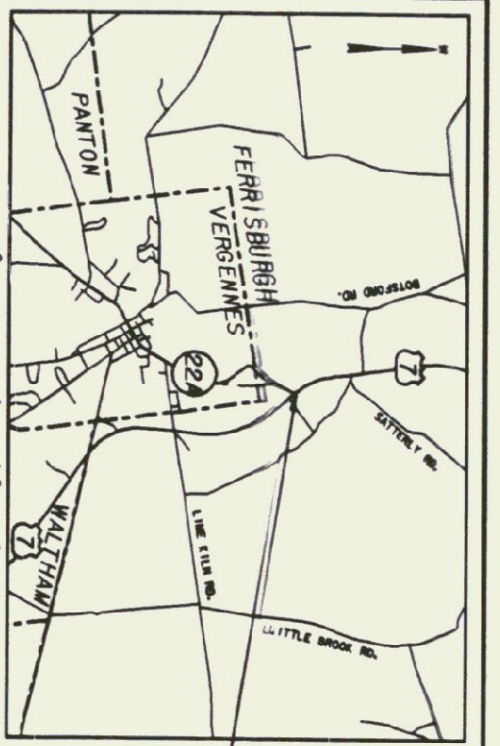 PANTON
FERRISBURGH
VERGENNES
BOTSFORD RD.
7
22A
SATTERLY RD.
LIME KILN RD.
WALTHAM
7
LITTLE BROOK RD.